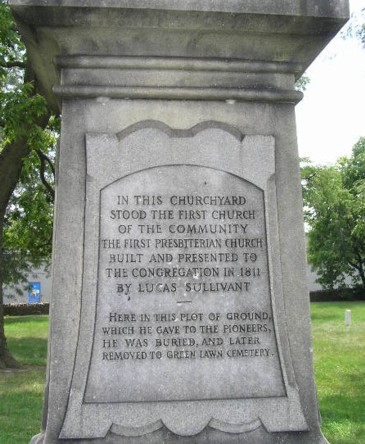 IN THIS CHURCHYARD
STOOD THE FIRST CHURCH
OF THE COMMUNITY
THE FIRST PRESBYTERIAN CHURCH
BUILT AND PRESENTED TO
THE CONGREGATION IN 1811
BY LUCAS SULLIVANT
HERE IN THIS PLOT OF GROUND,
WHICH HE GAVE TO THE PIONEERS,
HE WAS BURIED, AND LATER
REMOVED TO GREEN LAWN CEMETERY.